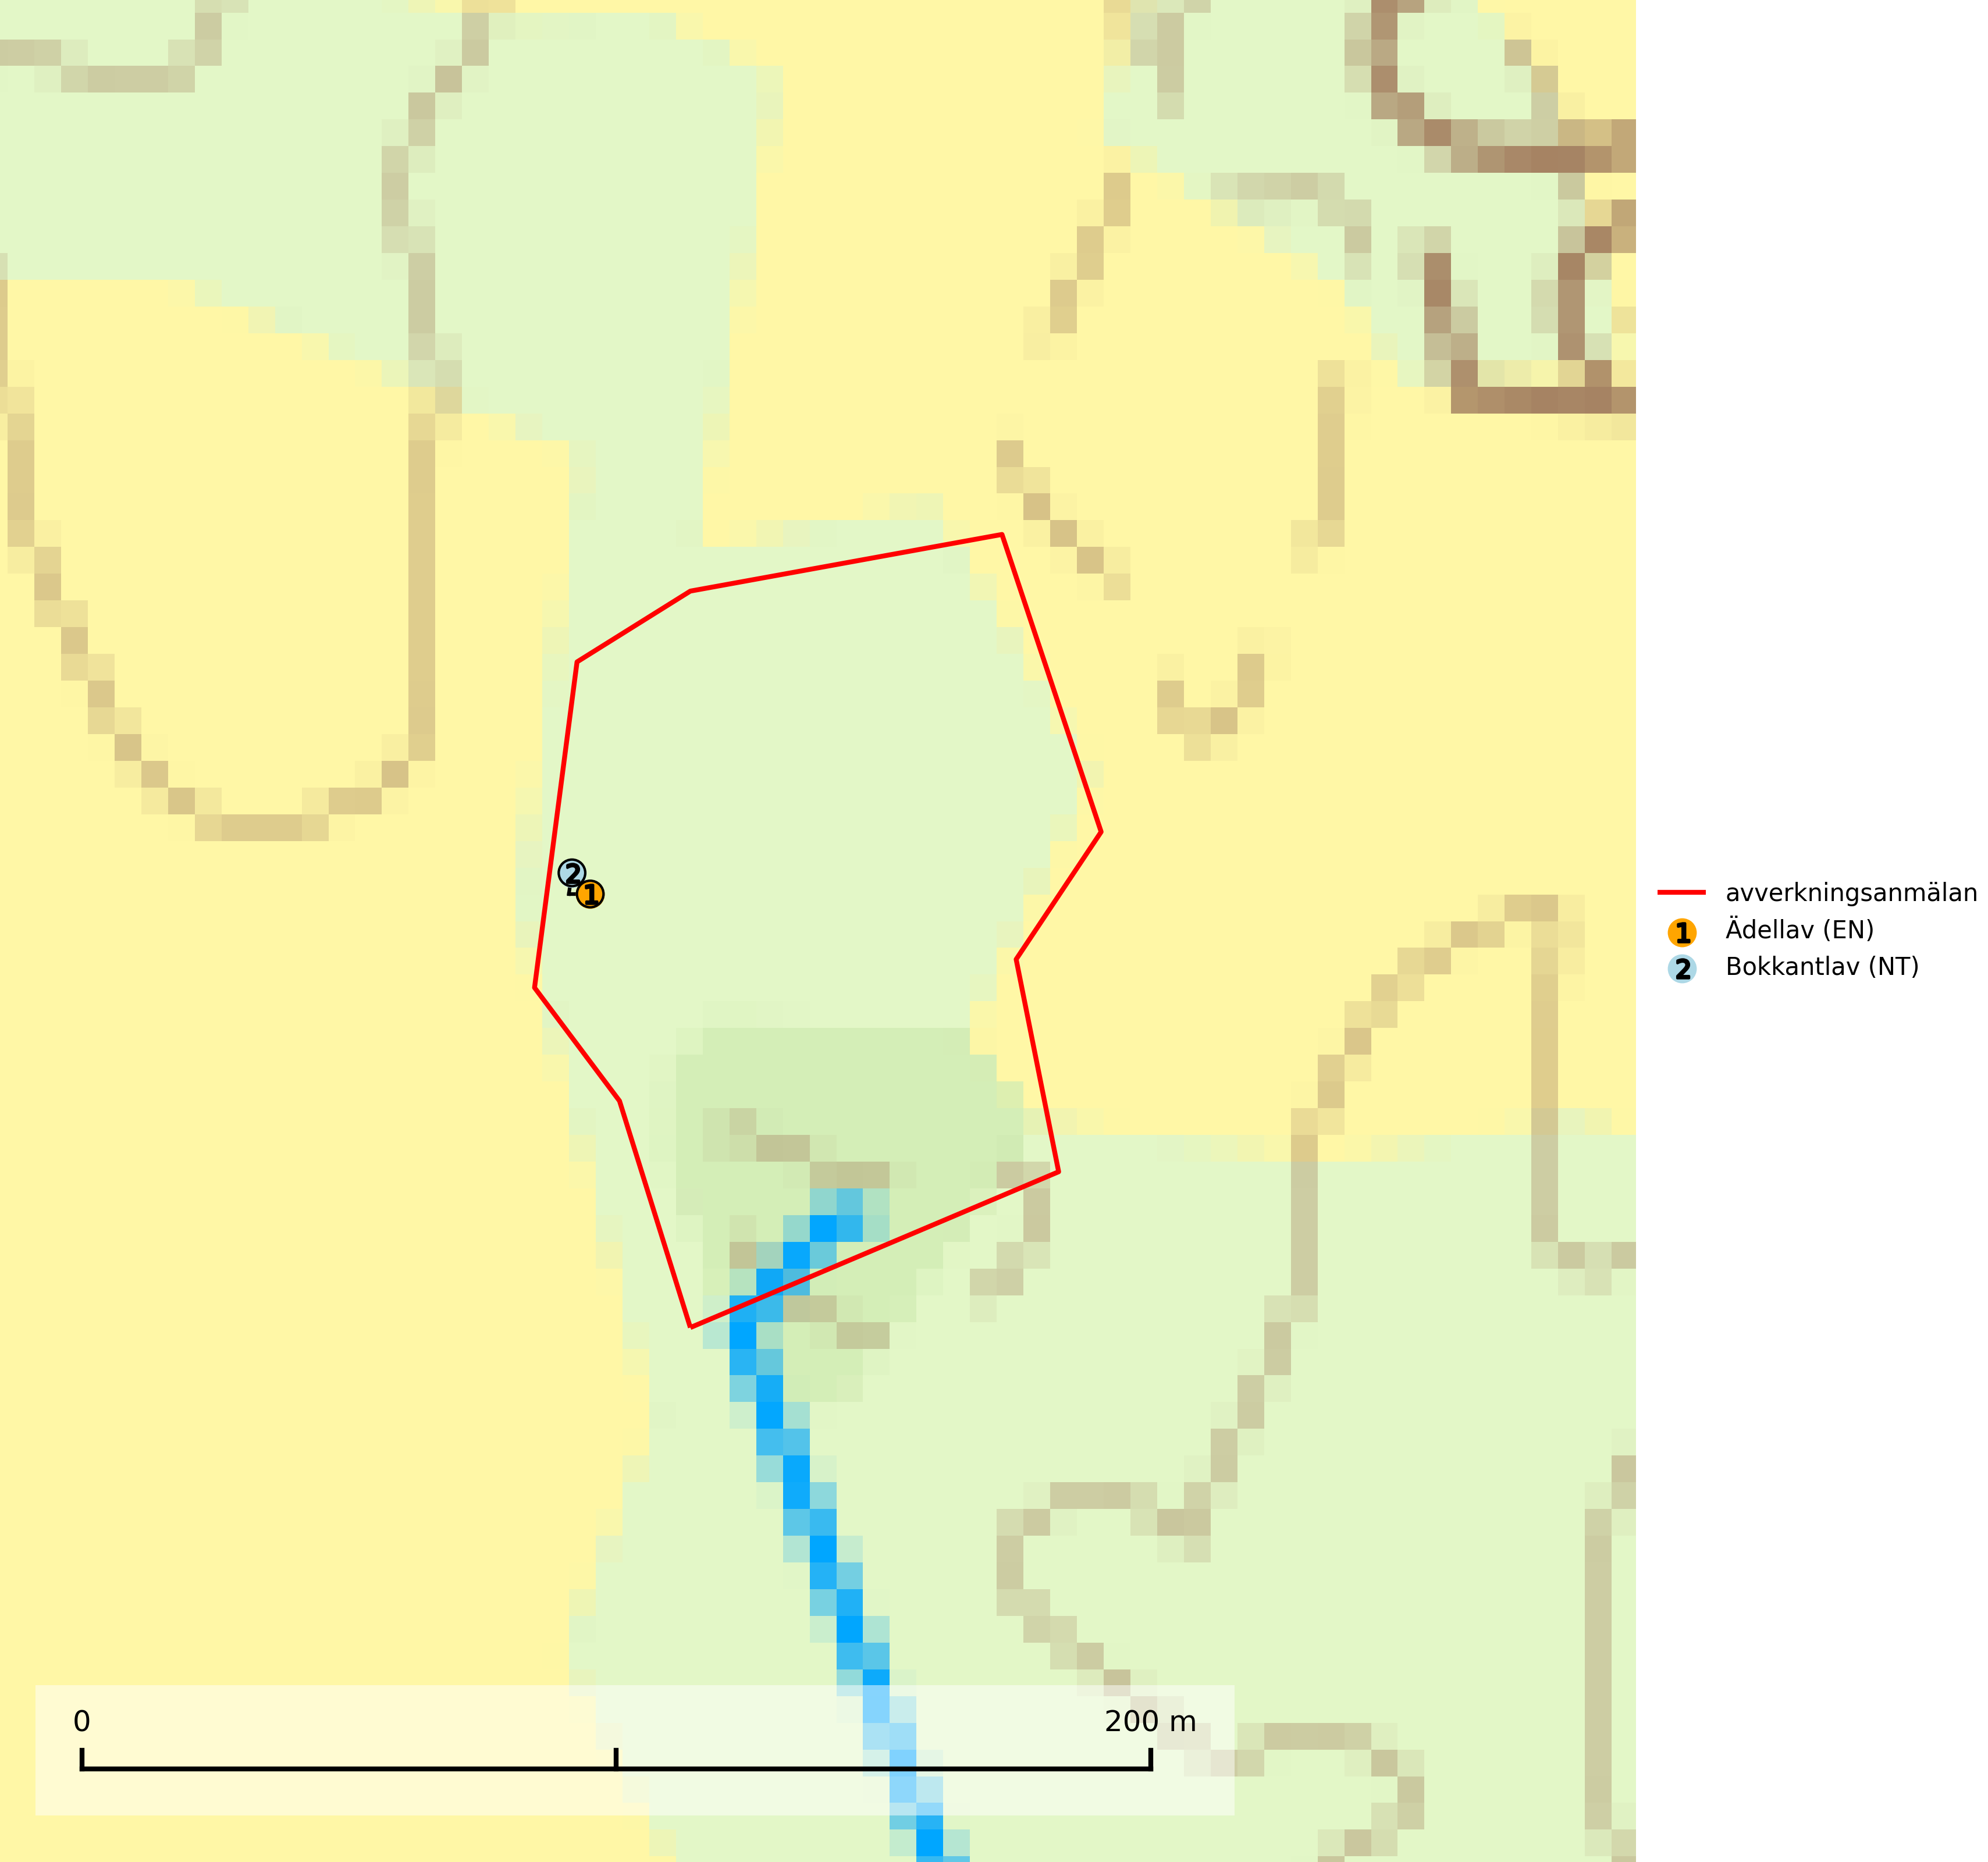 2
1
avverkningsanmälan
1 Ädellav (EN)
2 Bokkantlav (NT)
0 200 m